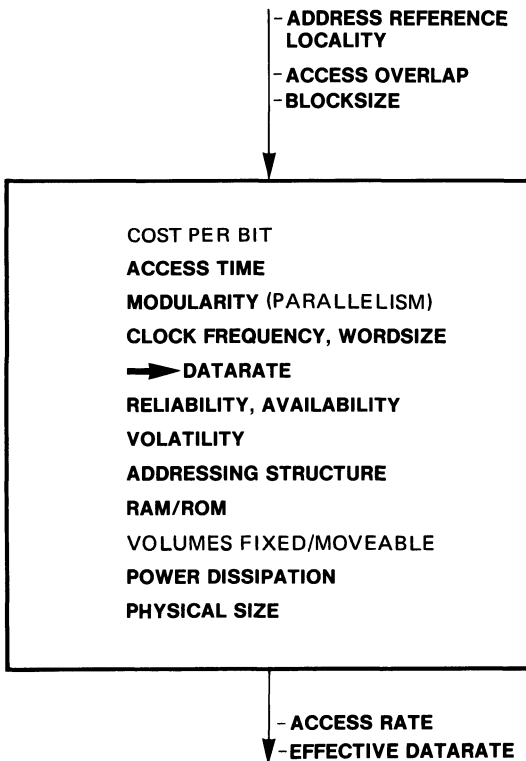 - ADDRESS REFERENCE
LOCALITY
- ACCESS OVERLAP
- BLOCKSIZE
COST PER BIT
ACCESS TIME
MODULARITY (PARALLELISM)
CLOCK FREQUENCY, WORDSIZE
DATARATE
RELIABILITY, AVAILABILITY
VOLATILITY
ADDRESSING STRUCTURE
RAM/ROM
VOLUMES FIXED/MOVEABLE
POWER DISSIPATION
PHYSICAL SIZE
- ACCESS RATE
- EFFECTIVE DATARATE